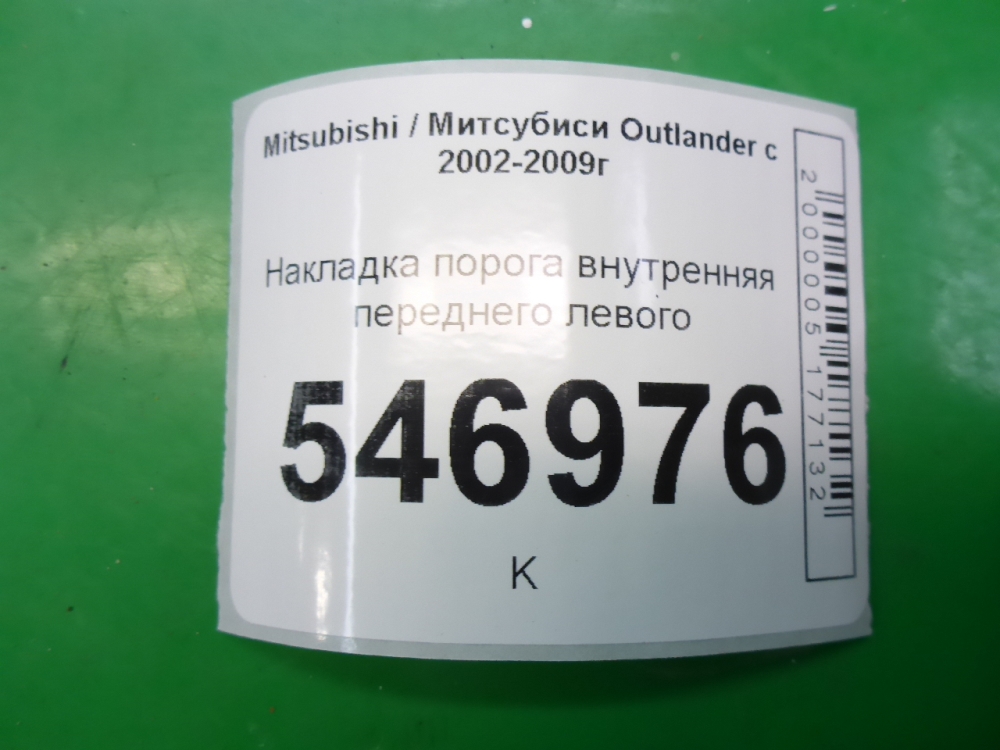 Mitsubishi / Митсубиси Outlander с
2002-2009г
Накладка порога внутренняя
переднего левого
546976
К
2000005177132